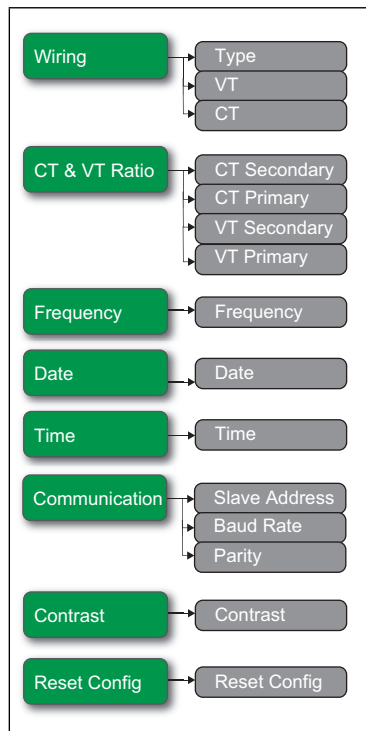 Wiring
Type
VT
CT
CT & VT Ratio
CT Secondary
CT Primary
VT Secondary
VT Primary
Frequency
Frequency
Date
Date
Time
Time
Communication
Slave Address
Baud Rate
Parity
Contrast
Contrast
Reset Config
Reset Config